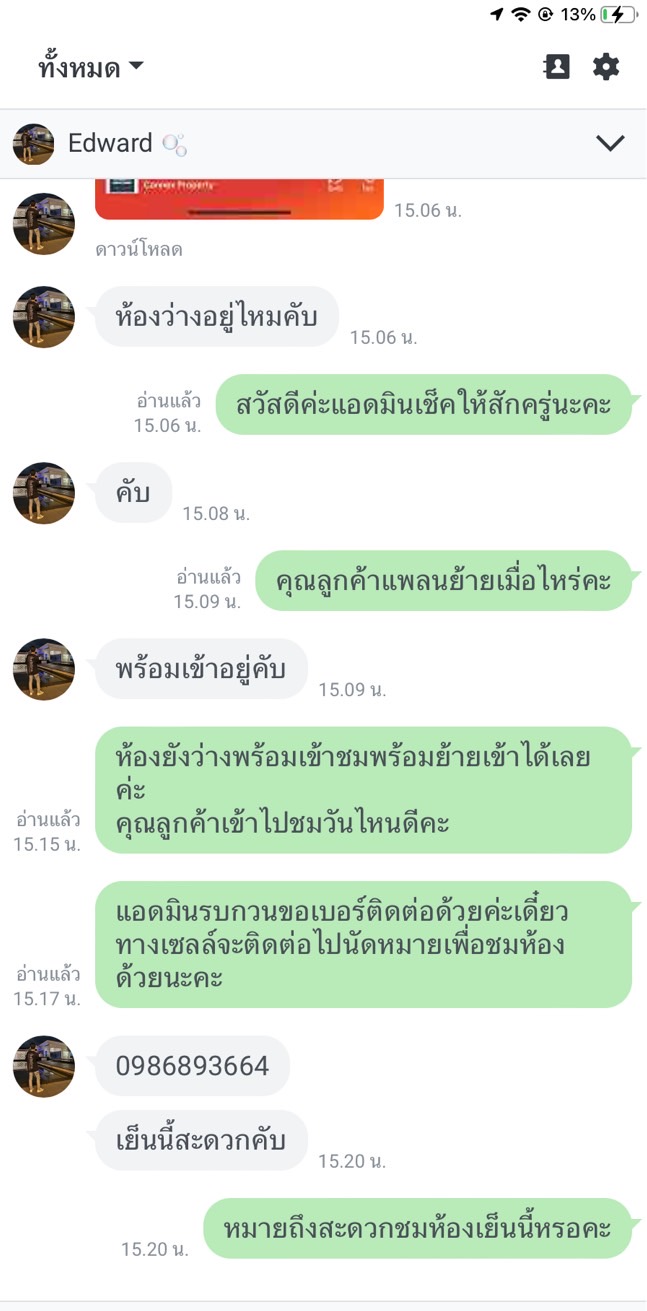 13%
ทั้งหมด
Edward
Connex Property
15.06 น.
ดาวน์โหลด
ห้องว่างอยู่ไหมคับ
15.06 น.
สวัสดีค่ะแอดมินเช็คให้สักครู่นะคะ
อ่านแล้ว
15.06 น.
คับ
15.08 น.
คุณลูกค้าแพลนย้ายเมื่อไหร่คะ
อ่านแล้ว
15.09 น.
พร้อมเข้าอยู่คับ
15.09 น.
ห้องยังว่างพร้อมเข้าชมพร้อมย้ายเข้าได้เลย
ค่ะ
คุณลูกค้าเข้าไปชมวันไหนดีคะ
อ่านแล้ว
15.15 น.
แอดมินรบกวนขอเบอร์ติดต่อด้วยค่ะเดี๋ยว
ทางเซลล์จะติดต่อไปนัดหมายเพื่อชมห้อง
ด้วยนะคะ
อ่านแล้ว
15.17 น.
0986893664
เย็นนี้สะดวกคับ
15.20 น.
หมายถึงสะดวกชมห้องเย็นนี้หรอคะ
15.20 น.